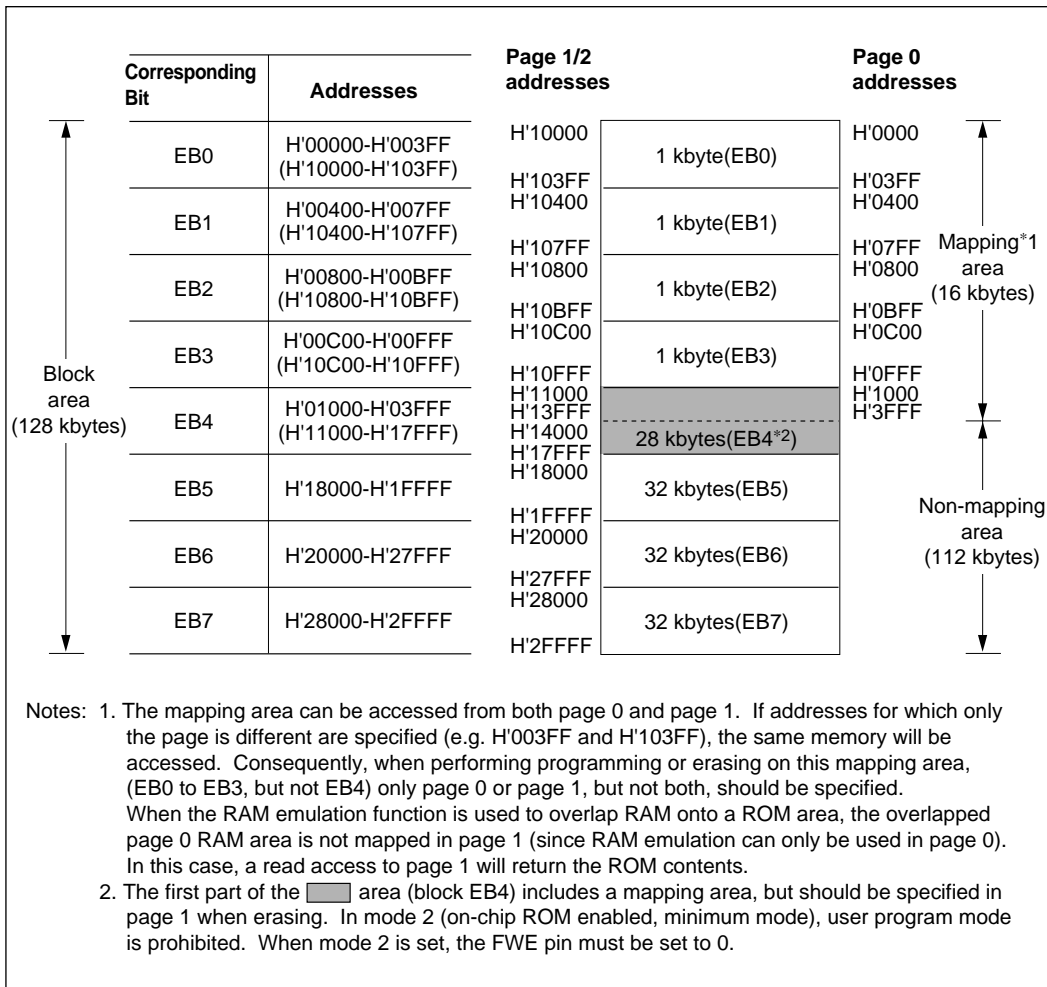 Corresponding Bit
Addresses
Page 1/2 addresses
Page 0 addresses
Block area (128 kbytes)
EB0
H'00000-H'003FF
(H'10000-H'103FF)
H'10000
1 kbyte(EB0)
H'0000
H'103FF
H'03FF
EB1
H'00400-H'007FF
(H'10400-H'107FF)
H'10400
1 kbyte(EB1)
H'0400
H'107FF
H'07FF
EB2
H'00800-H'00BFF
(H'10800-H'10BFF)
H'10800
1 kbyte(EB2)
H'0800
H'10BFF
H'0BFF
Mapping*1 area (16 kbytes)
EB3
H'00C00-H'00FFF
(H'10C00-H'10FFF)
H'10C00
1 kbyte(EB3)
H'0C00
H'10FFF
H'0FFF
EB4
H'01000-H'03FFF
(H'11000-H'17FFF)
H'11000
H'1000
H'13FFF
H'3FFF
H'14000
28 kbytes(EB4*2)
H'17FFF
EB5
H'18000-H'1FFFF
H'18000
32 kbytes(EB5)
H'1FFFF
EB6
H'20000-H'27FFF
H'20000
32 kbytes(EB6)
H'27FFF
Non-mapping area (112 kbytes)
EB7
H'28000-H'2FFFF
H'28000
32 kbytes(EB7)
H'2FFFF
Notes: 1. The mapping area can be accessed from both page 0 and page 1. If addresses for which only
the page is different are specified (e.g. H'003FF and H'103FF), the same memory will be
accessed. Consequently, when performing programming or erasing on this mapping area,
(EB0 to EB3, but not EB4) only page 0 or page 1, but not both, should be specified.
When the RAM emulation function is used to overlap RAM onto a ROM area, the overlapped
page 0 RAM area is not mapped in page 1 (since RAM emulation can only be used in page 0).
In this case, a read access to page 1 will return the ROM contents.
2. The first part of the area (block EB4) includes a mapping area, but should be specified in
page 1 when erasing. In mode 2 (on-chip ROM enabled, minimum mode), user program mode
is prohibited. When mode 2 is set, the FWE pin must be set to 0.